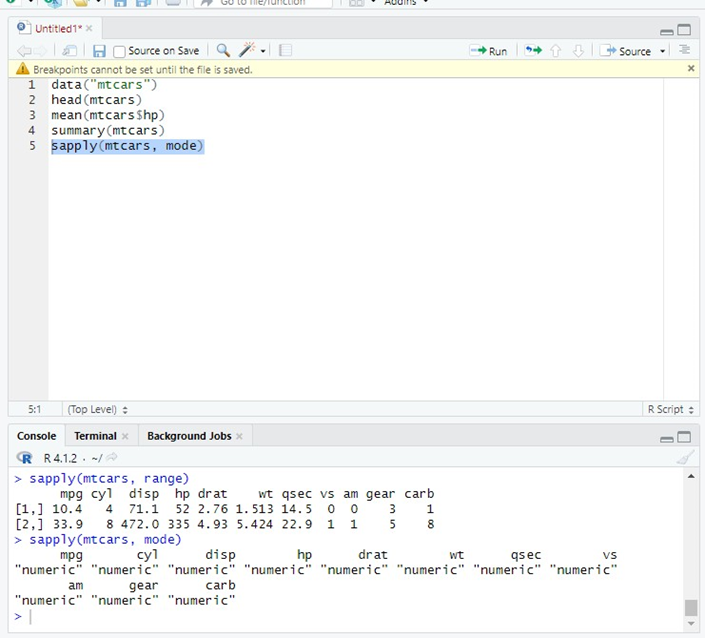 Go to file/function
Addins
Untitled1*
Source on Save
Run
Source
Breakpoints cannot be set until the file is saved.
1 data("mtcars")
2 head(mtcars)
3 mean(mtcars$hp)
4 summary(mtcars)
5 sapply(mtcars, mode)
5:1 (Top Level) R Script
Console Terminal Background Jobs
R R 4.1.2 · ~/
> sapply(mtcars, range)
mpg cyl disp hp drat wt qsec vs am gear carb
[1,] 10.4 4 71.1 52 2.76 1.513 14.5 0 0 3 1
[2,] 33.9 8 472.0 335 4.93 5.424 22.9 1 1 5 8
> sapply(mtcars, mode)
mpg cyl disp hp drat wt qsec vs
"numeric" "numeric" "numeric" "numeric" "numeric" "numeric" "numeric" "numeric"
am gear carb
"numeric" "numeric" "numeric"
>